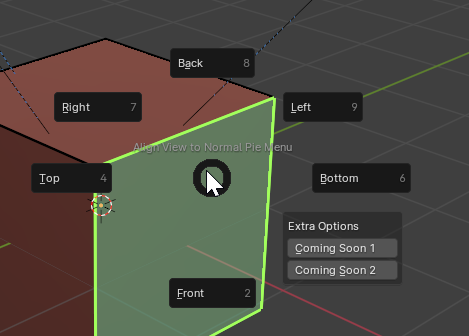 Back 8
Right 7
Left 9
Align View to Normal Pie Menu
Top 4
Bottom 6
Extra Options
Coming Soon 1
Coming Soon 2
Front 2